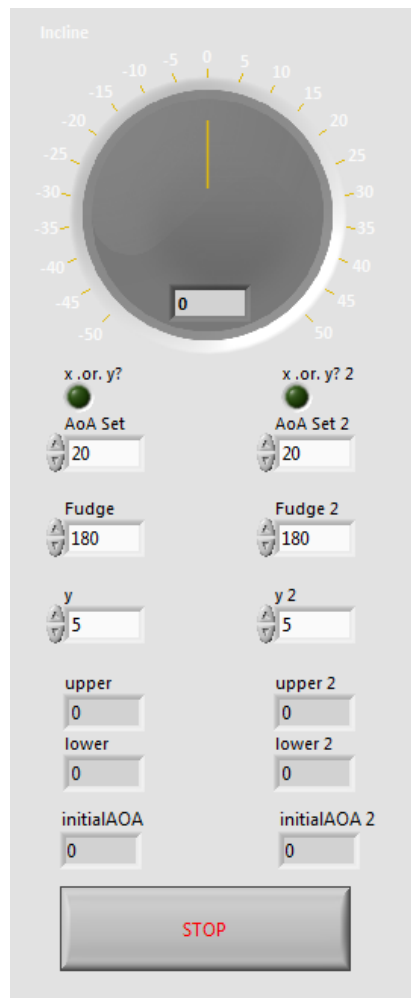 Incline
-50 -45 -40 -35 -30 -25 -20 -15 -10 -5 0 5 10 15 20 25 30 35 40 45 50
0
x .or. y? x .or. y? 2
AoA Set AoA Set 2
20 20
Fudge Fudge 2
180 180
y y 2
5 5
upper upper 2
0 0
lower lower 2
0 0
initialAOA initialAOA 2
0 0
STOP